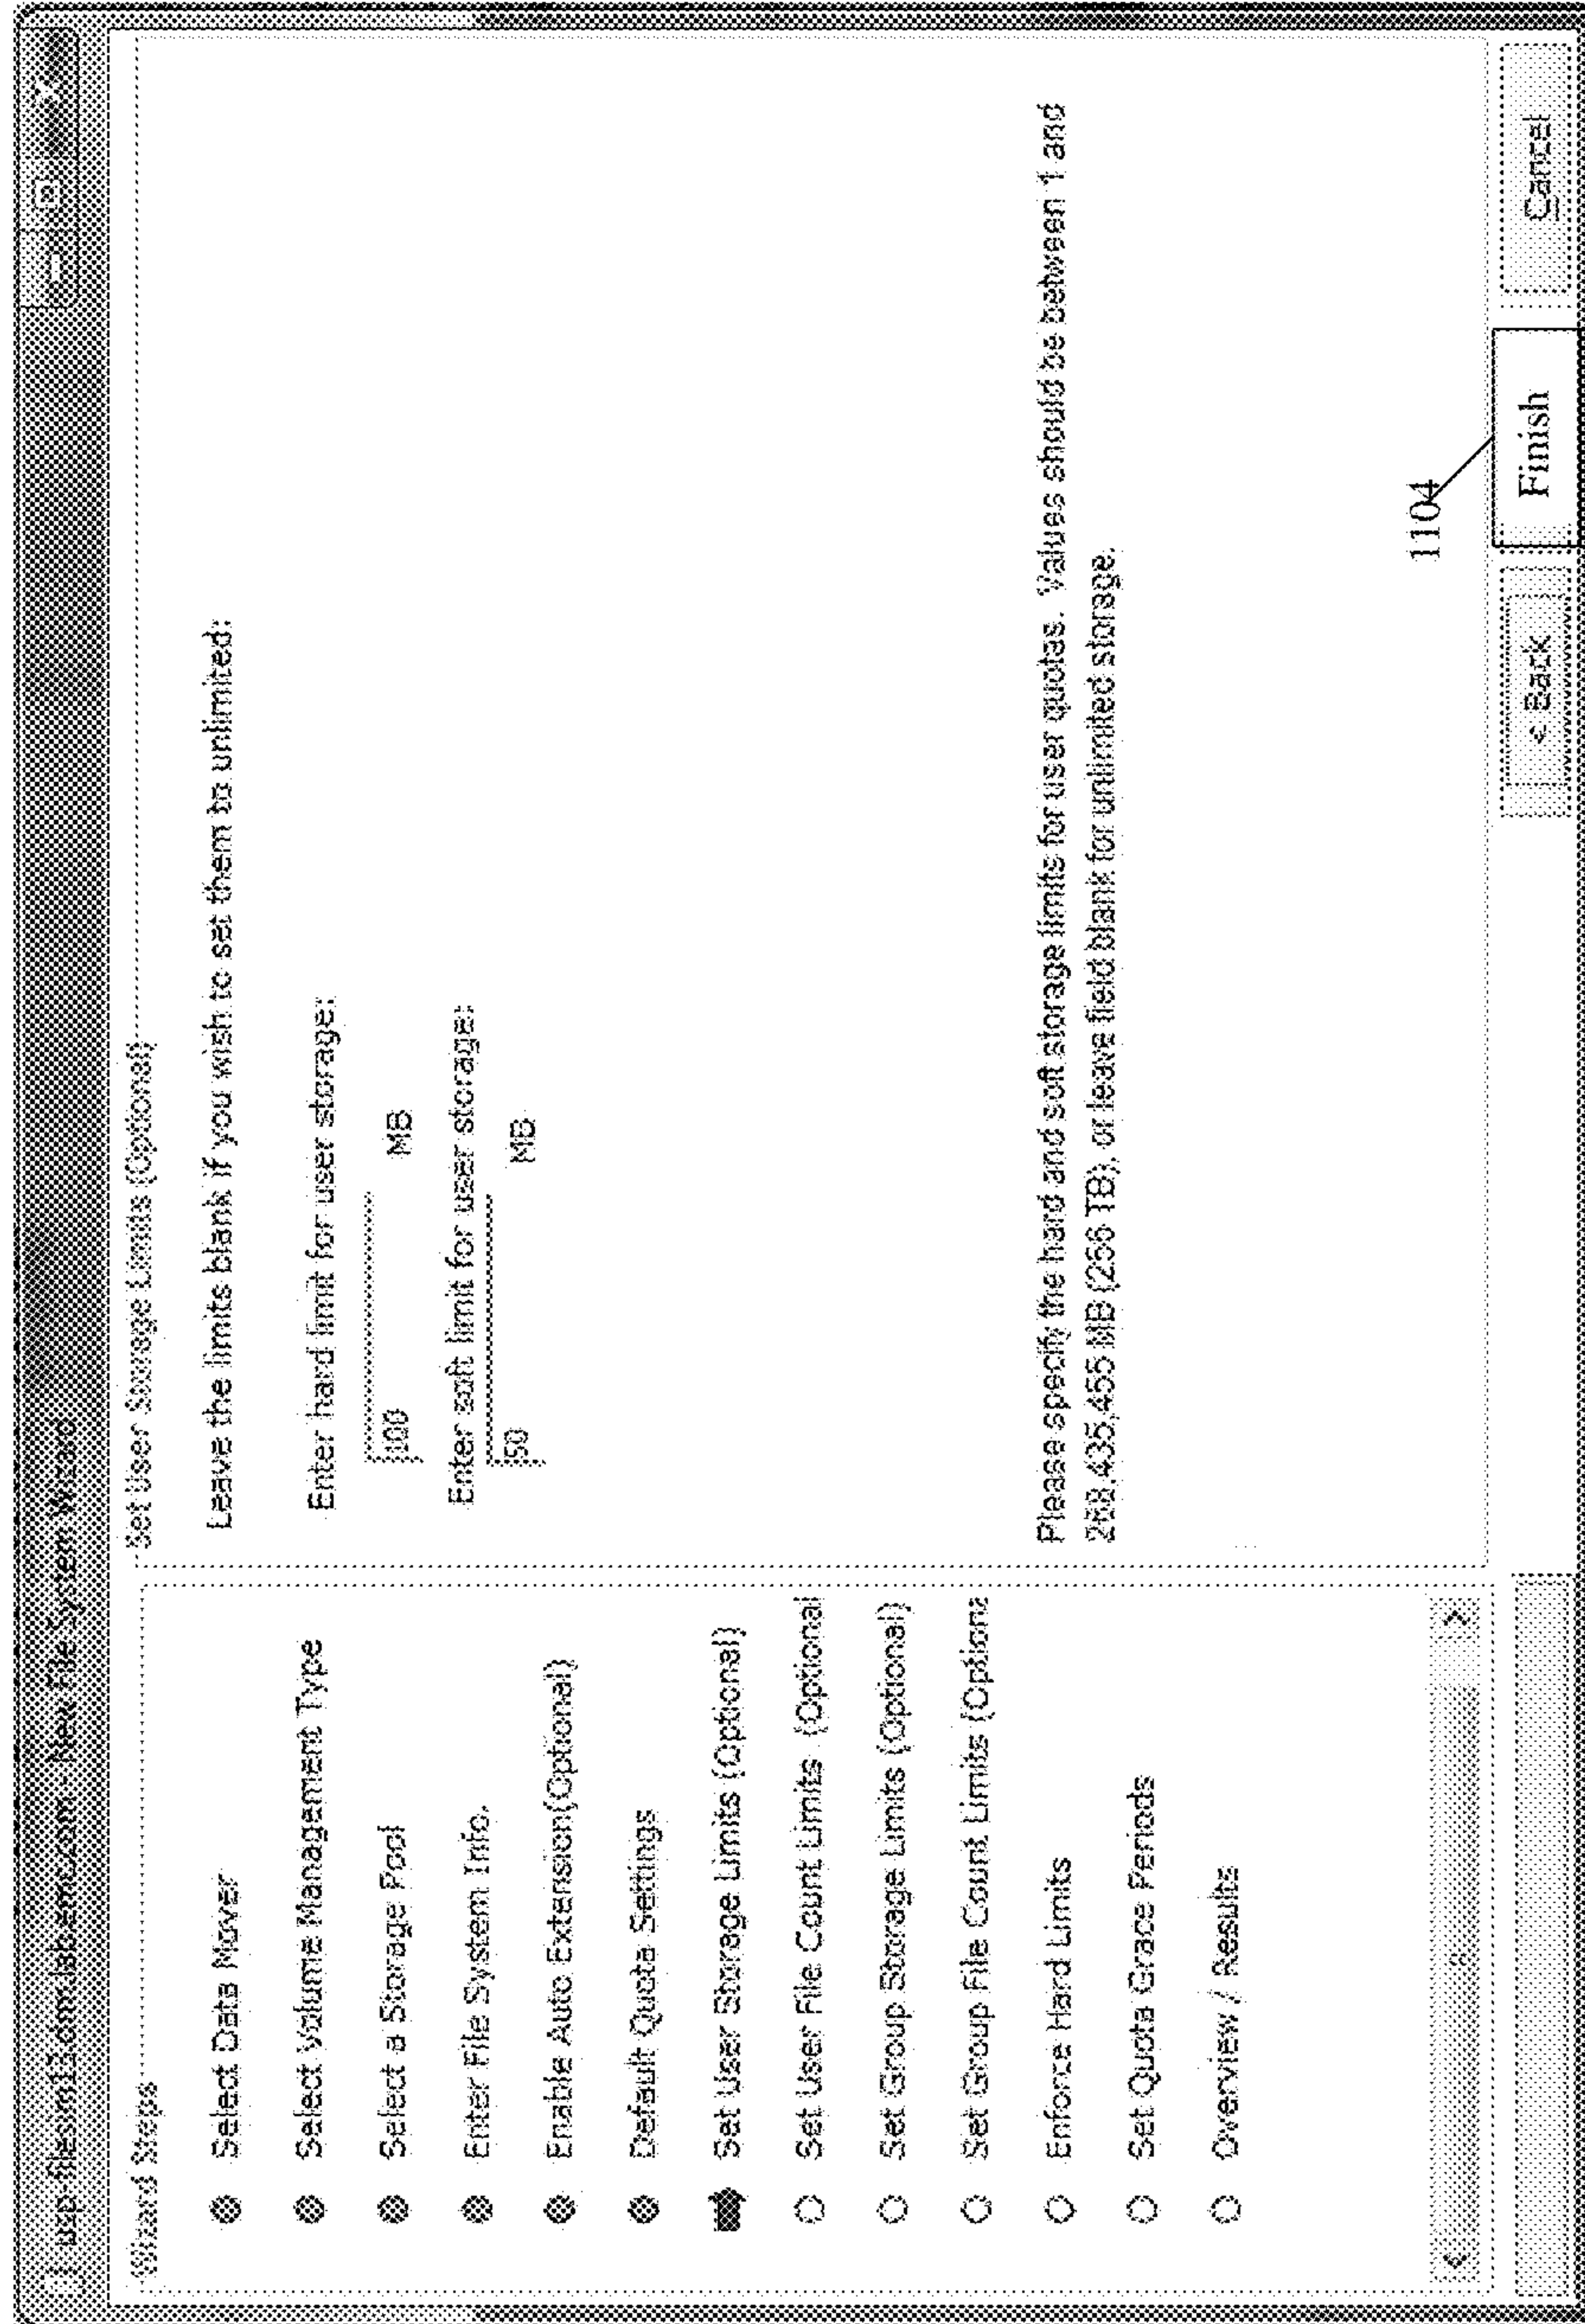 usp-filesim13.drm.lab.emc.com - New File System Wizard
Wizard Steps
Select Data Mover
Select Volume Management Type
Select a Storage Pool
Enter File System Info.
Enable Auto Extension(Optional)
Default Quota Settings
Set User Storage Limits (Optional)
Set User File Count Limits (Optional
Set Group Storage Limits (Optional)
Set Group File Count Limits (Optiona
Enforce Hard Limits
Set Quota Grace Periods
Overview / Results
Set User Storage Limits (Optional)
Leave the limits blank if you wish to set them to unlimited:
Enter hard limit for user storage:
100 MB
Enter soft limit for user storage:
50 MB
Please specify the hard and soft storage limits for user quotas. Values should be between 1 and
268,435,455 MB (256 TB), or leave field blank for unlimited storage.
1104
< Back
Finish
Cancel